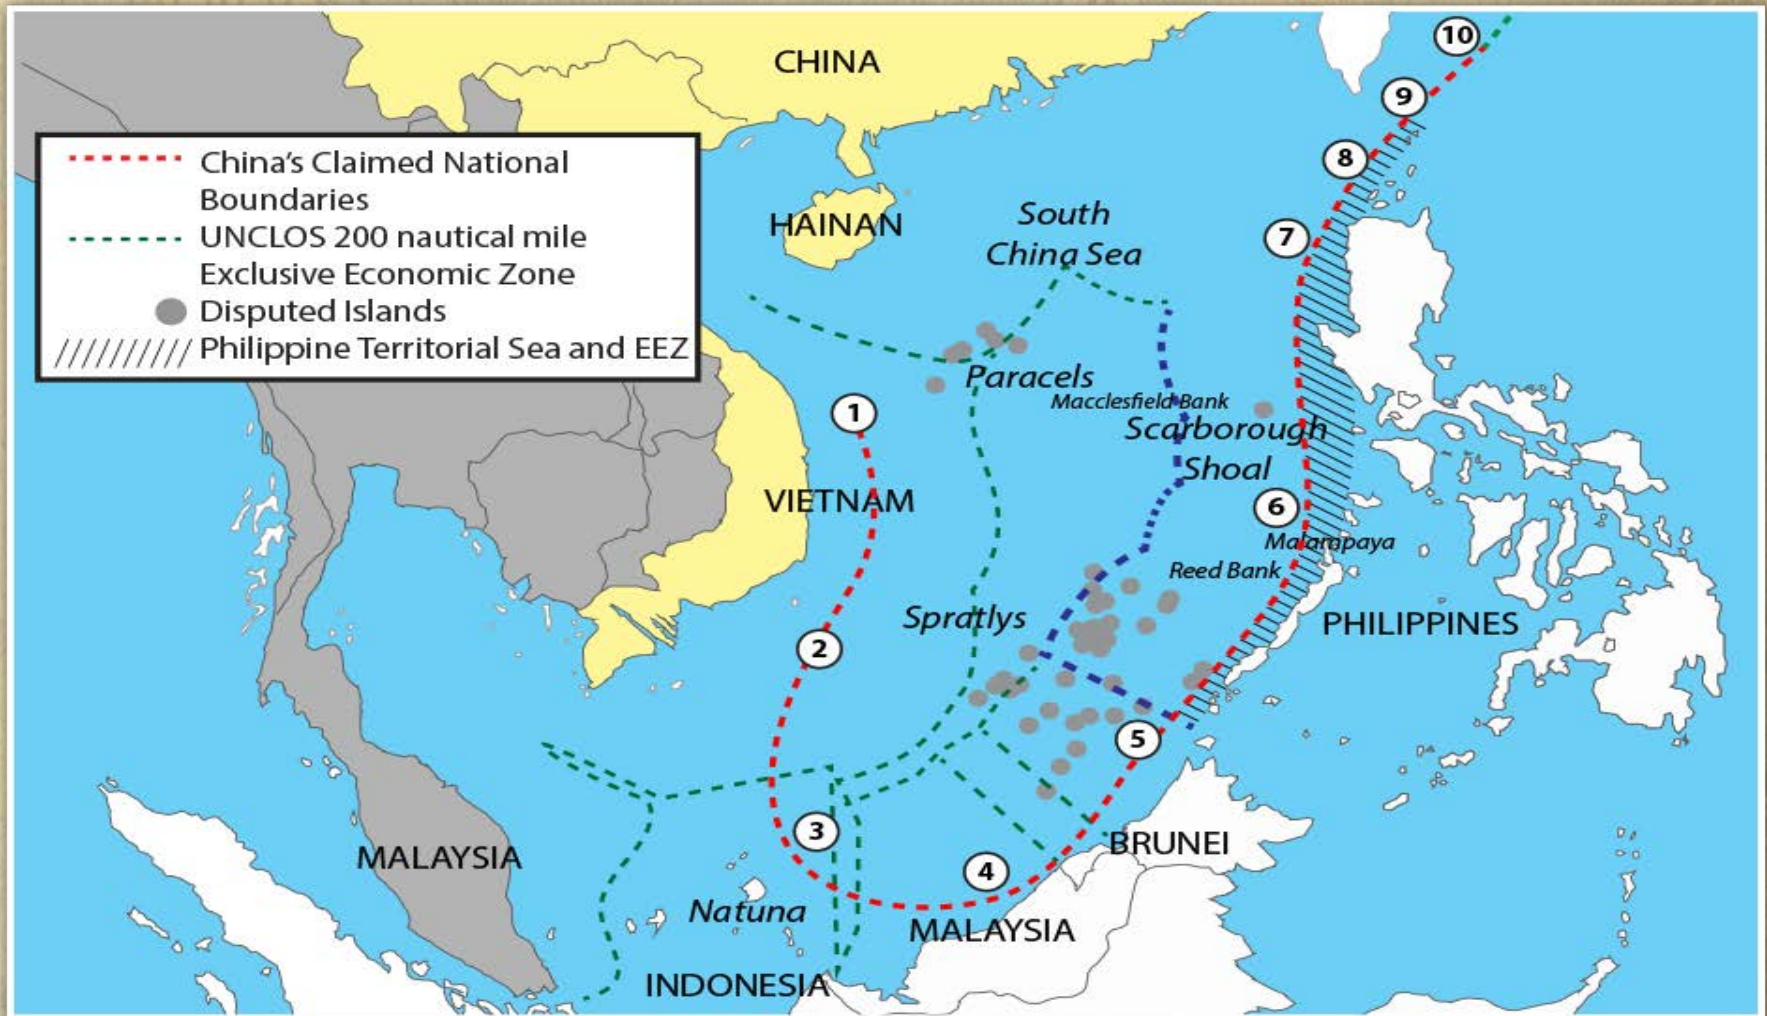 10
CHINA
9
8
China's Claimed National
Boundaries
UNCLOS 200 nautical mile
Exclusive Economic Zone
Disputed Islands
Philippine Territorial Sea and EEZ
HAINAN
South
China Sea
7
Paracels
Macclesfield Bank
1
Scarborough
Shoal
VIETNAM
6
Malampaya
Reed Bank
Spratlys
PHILIPPINES
2
5
3
BRUNEI
MALAYSIA
4
Natuna
MALAYSIA
INDONESIA